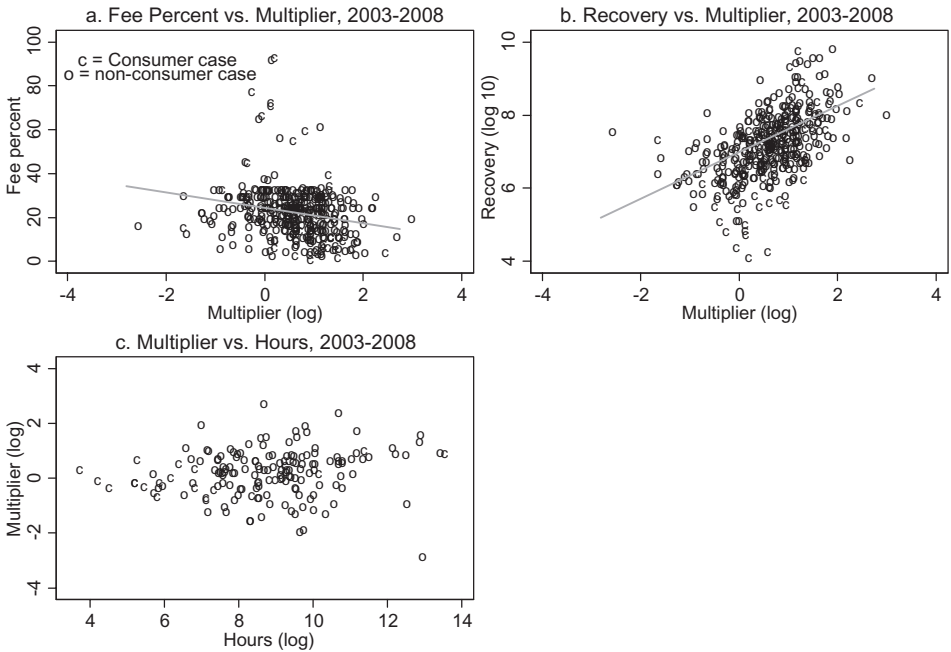 a. Fee Percent vs. Multiplier, 2003-2008
c = Consumer case
o = non-consumer case
Fee percent
100
80
60
40
20
0
-4 -2 0 2 4
Multiplier (log)
b. Recovery vs. Multiplier, 2003-2008
Recovery (log 10)
10
8
6
4
-4 -2 0 2 4
Multiplier (log)
c. Multiplier vs. Hours, 2003-2008
Multiplier (log)
4
2
0
-2
-4
4 6 8 10 12 14
Hours (log)